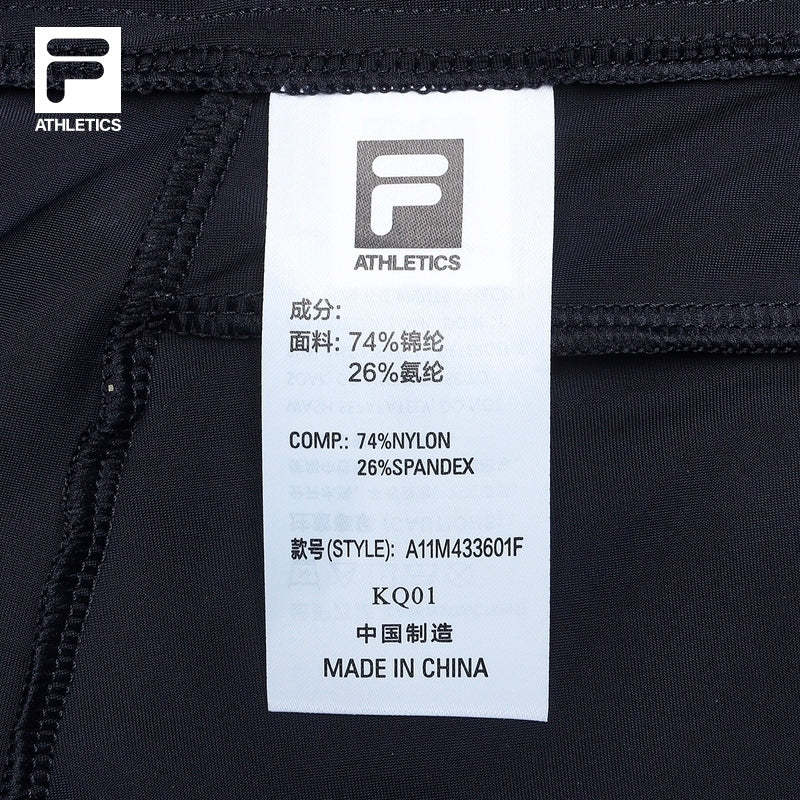 ATHLETICS
ATHLETICS
成分:
面料: 74%锦纶
26%氨纶
COMP.: 74%NYLON
26%SPANDEX
款号(STYLE): A11M433601F
KQ01
中国制造
MADE IN CHINA